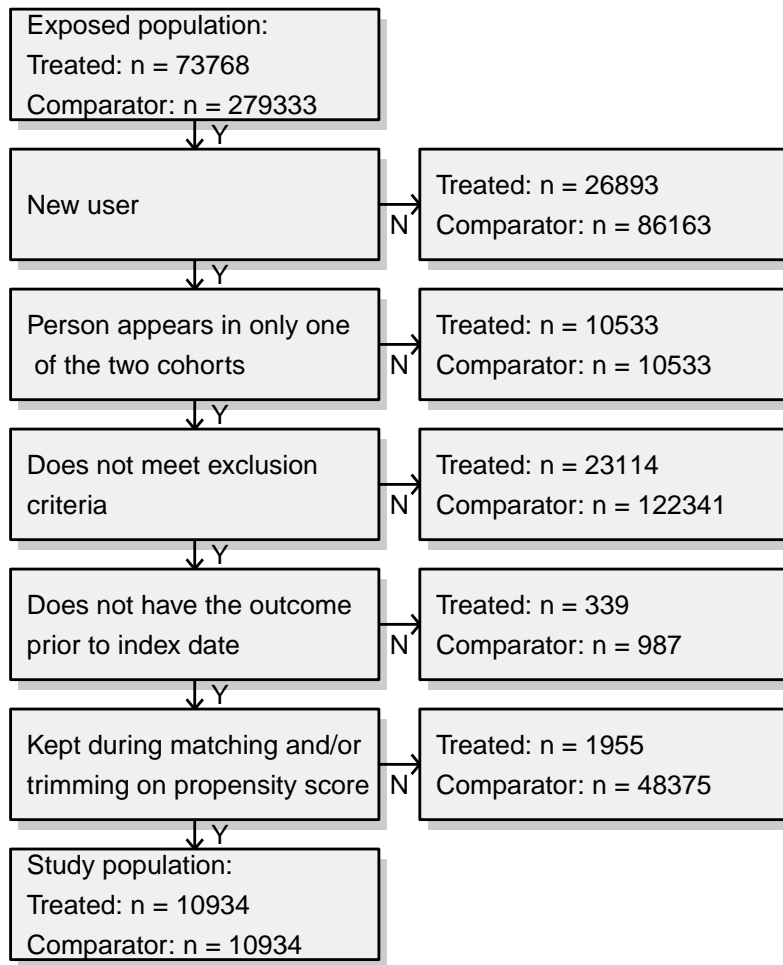 Exposed population:
Treated: n = 73768
Comparator: n = 279333
Y
New user
N
Treated: n = 26893
Comparator: n = 86163
Y
Person appears in only one
of the two cohorts
N
Treated: n = 10533
Comparator: n = 10533
Y
Does not meet exclusion
criteria
N
Treated: n = 23114
Comparator: n = 122341
Y
Does not have the outcome
prior to index date
N
Treated: n = 339
Comparator: n = 987
Y
Kept during matching and/or
trimming on propensity score
N
Treated: n = 1955
Comparator: n = 48375
Y
Study population:
Treated: n = 10934
Comparator: n = 10934